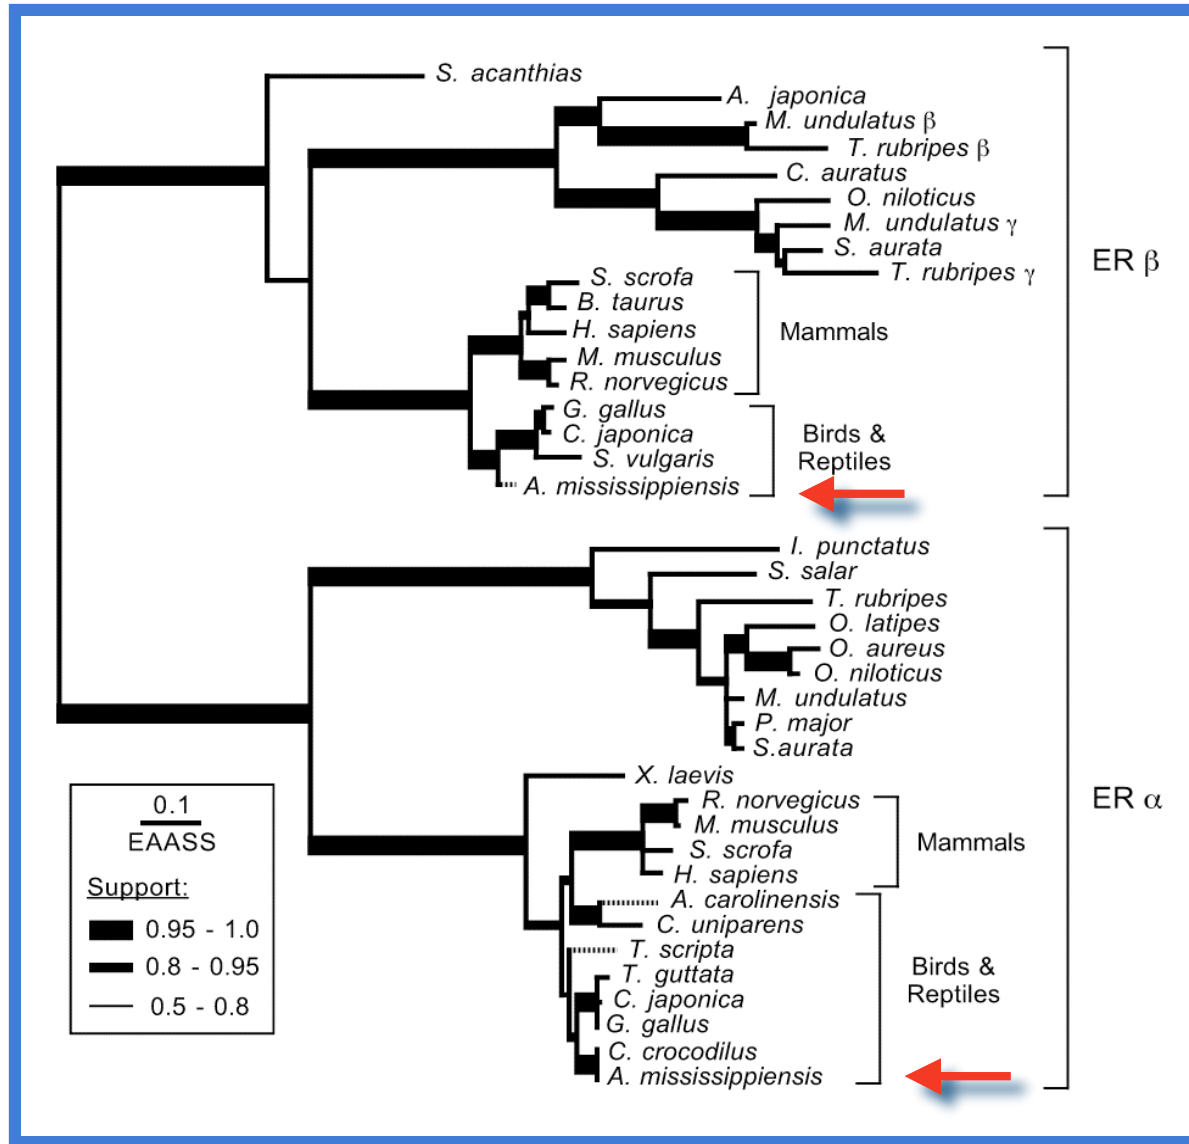 S. acanthias
A. japonica
M. undulatus β
T. rubripes β
C. auratus
O. niloticus
M. undulatus γ
S. aurata
T. rubripes γ
ER β
S. scrofa
B. taurus
H. sapiens
M. musculus
R. norvegicus
Mammals
G. gallus
C. japonica
S. vulgaris
A. mississippiensis
Birds &
Reptiles
I. punctatus
S. salar
T. rubripes
O. latipes
O. aureus
O. niloticus
M. undulatus
P. major
S.aurata
ER α
X. laevis
R. norvegicus
M. musculus
S. scrofa
H. sapiens
Mammals
A. carolinensis
C. uniparens
T. scripta
T. guttata
C. japonica
G. gallus
C. crocodilus
A. mississippiensis
Birds &
Reptiles
0.1
EAASS
Support:
0.95 - 1.0
0.8 - 0.95
0.5 - 0.8